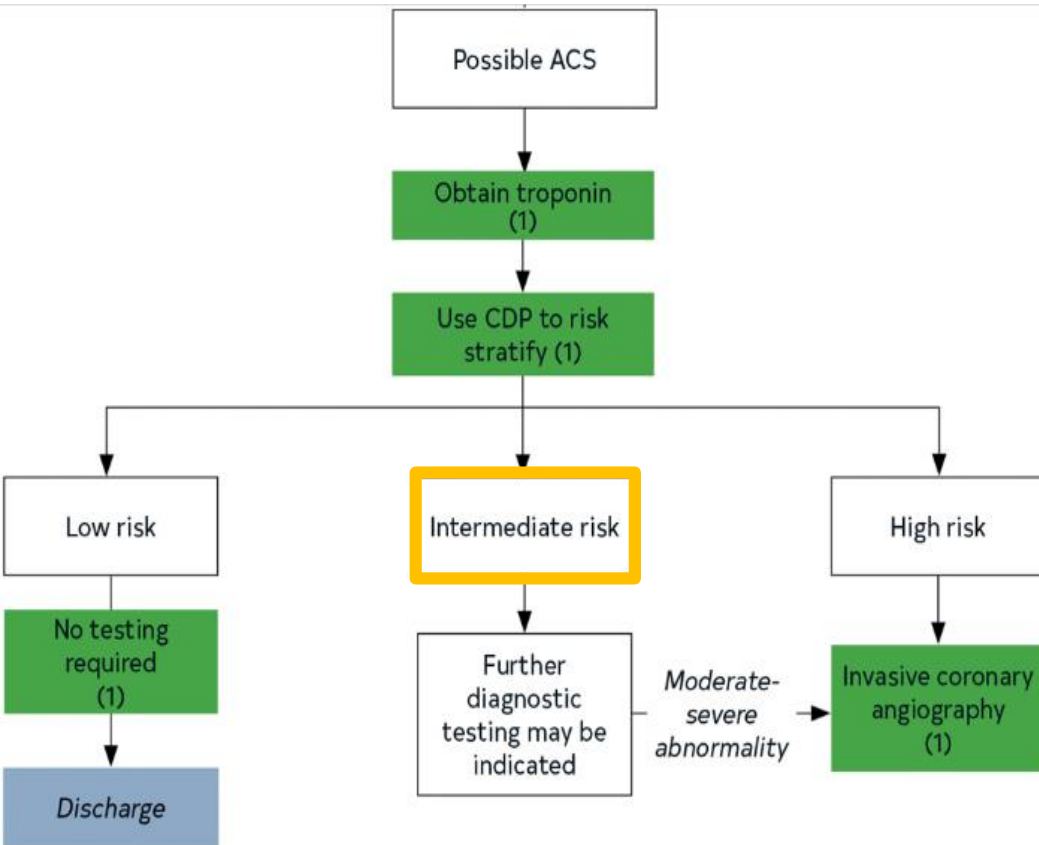 Possible ACS
Obtain troponin
(1)
Use CDP to risk
stratify (1)
Low risk
Intermediate risk
High risk
No testing
required
(1)
Further
diagnostic
testing may be
indicated
Moderate-
severe
abnormality
Invasive coronary
angiography
(1)
Discharge